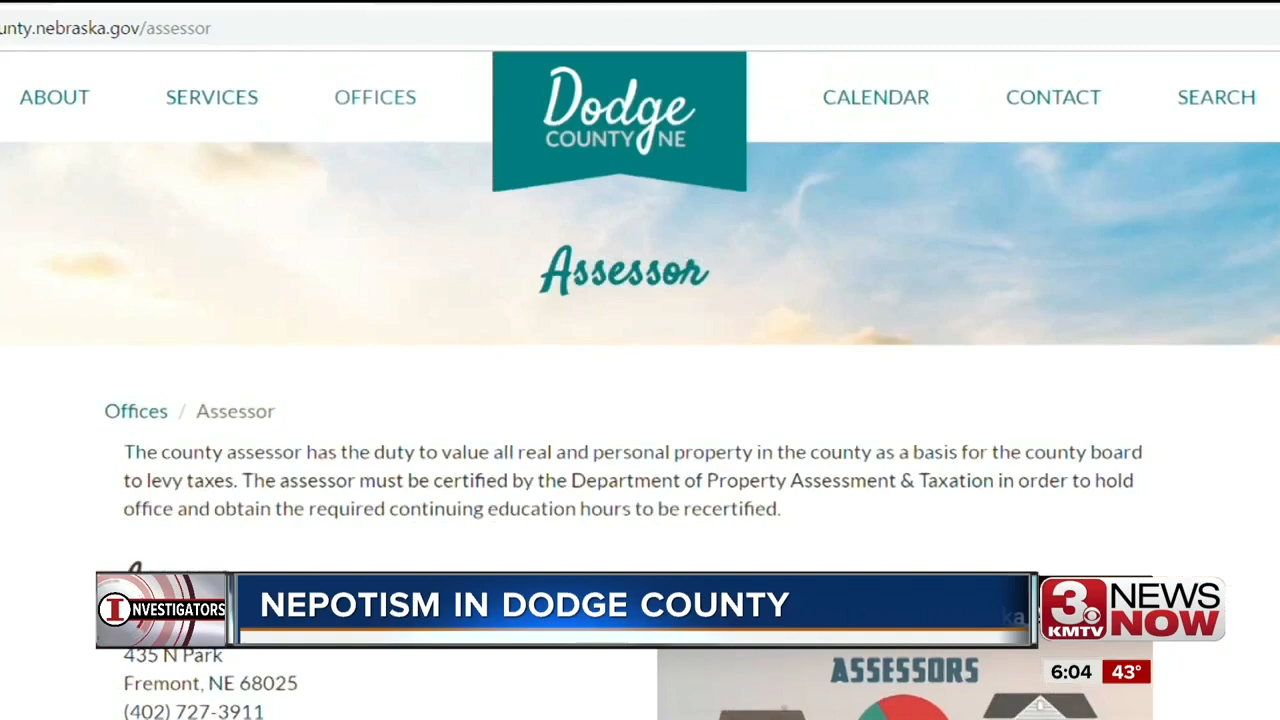 unty.nebraska.gov/assessor
ABOUT SERVICES OFFICES Dodge COUNTY NE CALENDAR CONTACT SEARCH
Assessor
Offices / Assessor
The county assessor has the duty to value all real and personal property in the county as a basis for the county board
to levy taxes. The assessor must be certified by the Department of Property Assessment & Taxation in order to hold
office and obtain the required continuing education hours to be recertified.
INVESTIGATORS
NEPOTISM IN DODGE COUNTY
3 KMTV NEWS NOW
435 N Park
Fremont, NE 68025
(402) 727-3911
ASSESSORS
6:04 43°